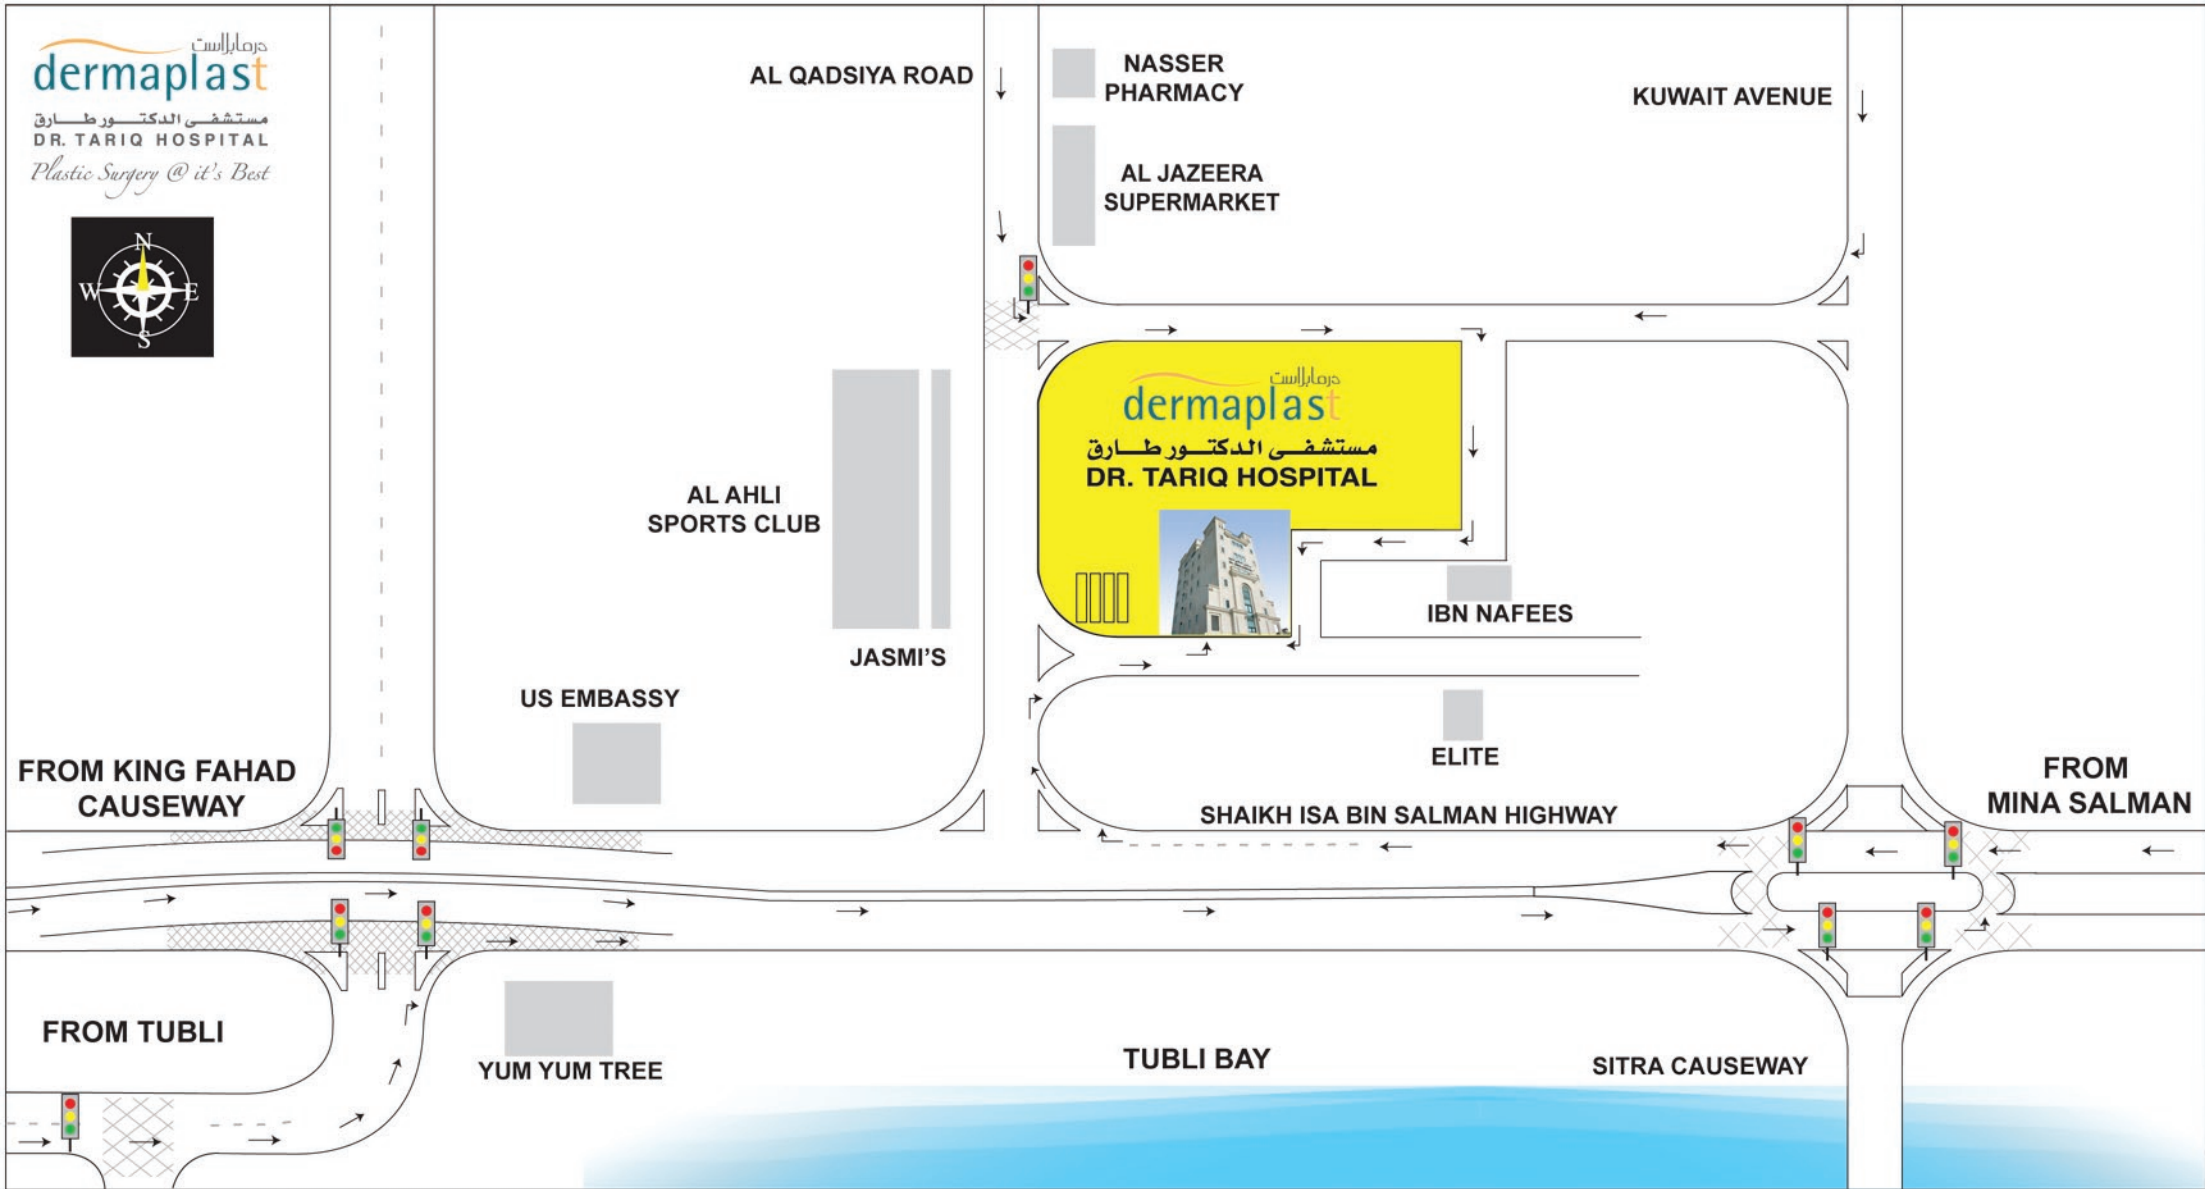 درمابلاست
dermaplast
مستشفى الدكتور طارق
DR. TARIQ HOSPITAL
Plastic Surgery @ it's Best
N
W E
S
AL QADSIYA ROAD
NASSER
PHARMACY
AL JAZEERA
SUPERMARKET
KUWAIT AVENUE
درمابلاست
dermaplast
مستشفى الدكتور طارق
DR. TARIQ HOSPITAL
AL AHLI
SPORTS CLUB
JASMI'S
IBN NAFEES
US EMBASSY
ELITE
FROM KING FAHAD
CAUSEWAY
SHAIKH ISA BIN SALMAN HIGHWAY
FROM
MINA SALMAN
FROM TUBLI
YUM YUM TREE
TUBLI BAY
SITRA CAUSEWAY